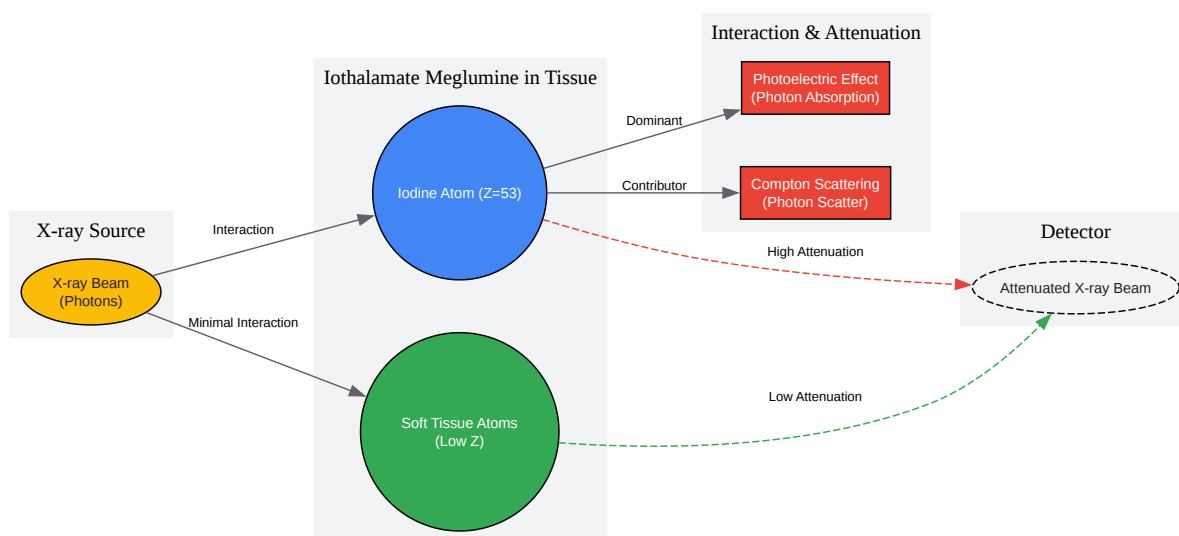 X-ray Source
X-ray Beam
(Photons)
Interaction
Minimal Interaction
Iothalamate Meglumine in Tissue
Iodine Atom (Z=53)
Soft Tissue Atoms
(Low Z)
Dominant
Contributor
High Attenuation
Low Attenuation
Interaction & Attenuation
Photoelectric Effect
(Photon Absorption)
Compton Scattering
(Photon Scatter)
Detector
Attenuated X-ray Beam